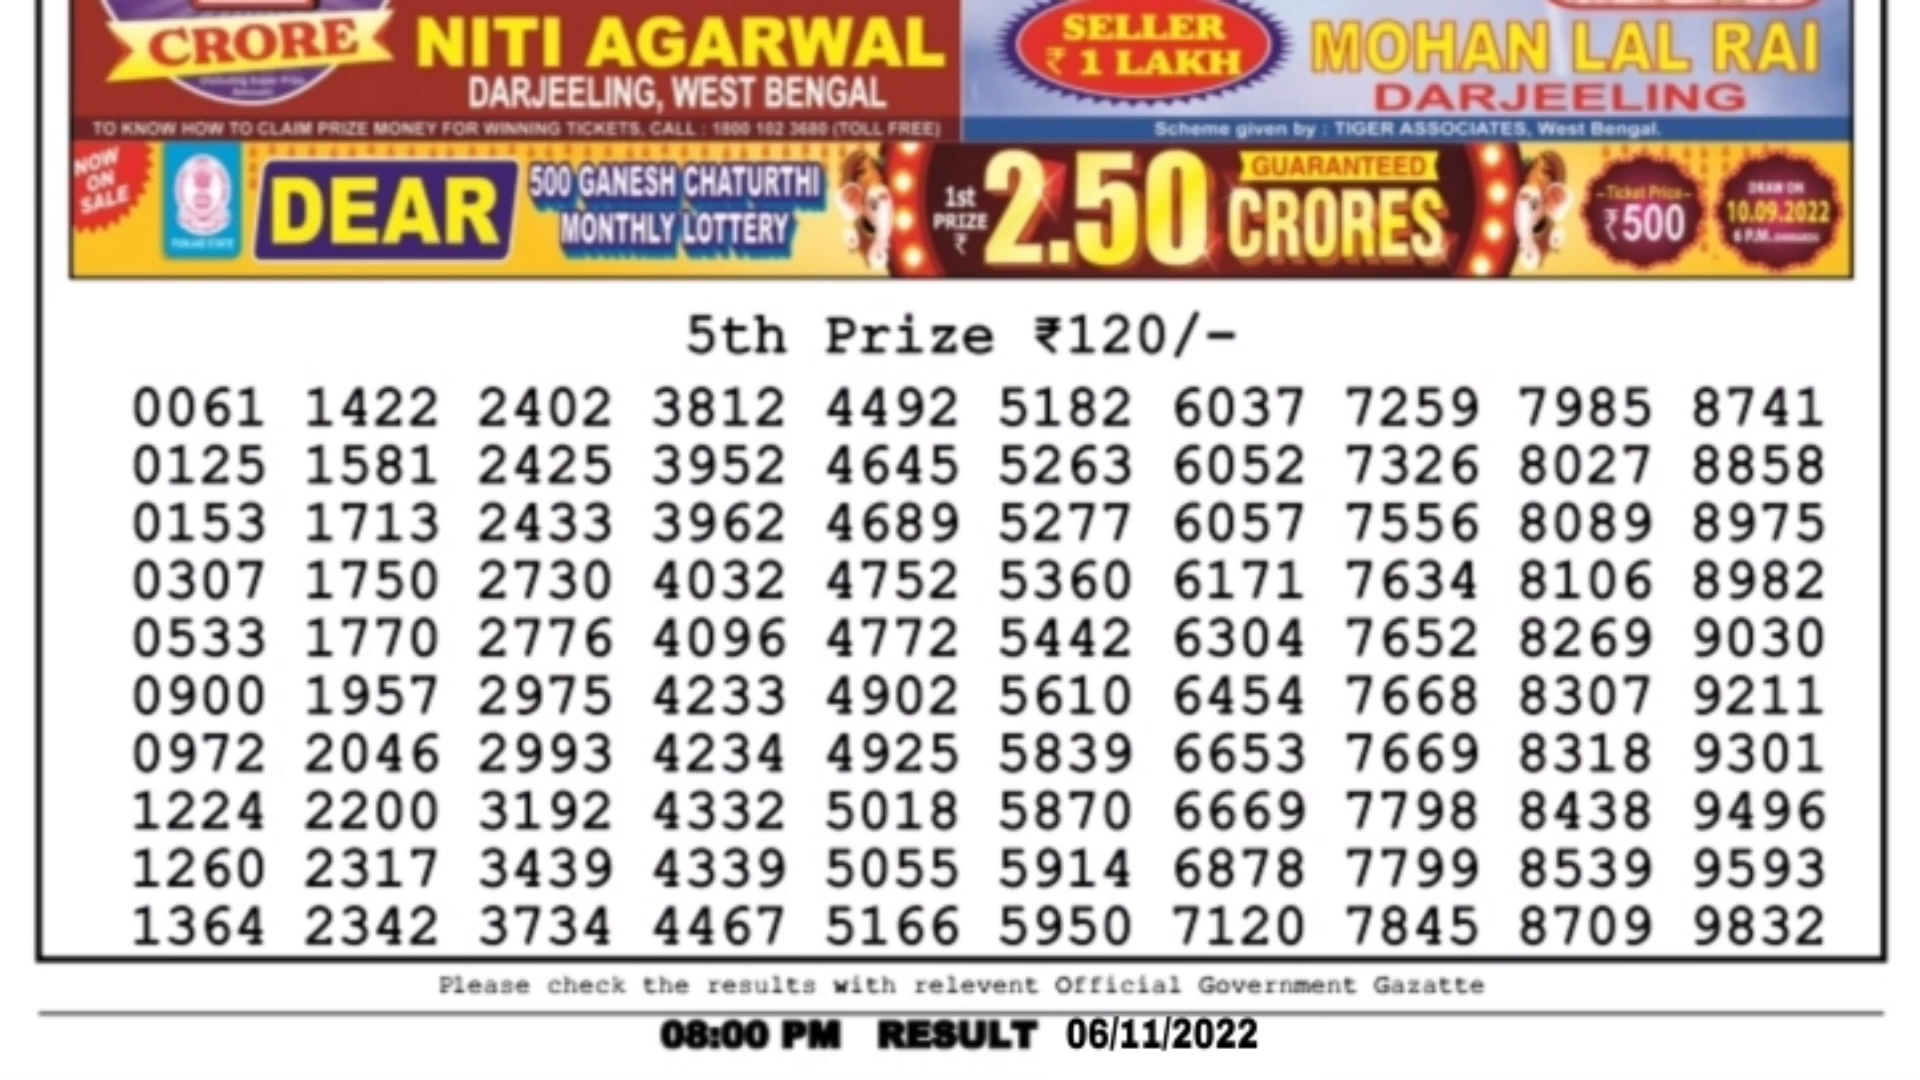 CRORE
NITI AGARWAL
DARJEELING, WEST BENGAL
TO KNOW HOW TO CLAIM PRIZE MONEY FOR WINNING TICKETS, CALL : 1800 102 3680 (TOLL FREE)
SELLER
₹ 1 LAKH
MOHAN LAL RAI
DARJEELING
Scheme given by : TIGER ASSOCIATES, West Bengal.
NOW
ON
SALE
PUNJAB STATE
DEAR
500 GANESH CHATURTHI
MONTHLY LOTTERY
1st
PRIZE
₹
2.50
GUARANTEED
CRORES
-Ticket Price-
₹500
DRAW ON
10.09.2022
6 P.M. ONWARDS
5th Prize ₹120/-
0061 1422 2402 3812 4492 5182 6037 7259 7985 8741
0125 1581 2425 3952 4645 5263 6052 7326 8027 8858
0153 1713 2433 3962 4689 5277 6057 7556 8089 8975
0307 1750 2730 4032 4752 5360 6171 7634 8106 8982
0533 1770 2776 4096 4772 5442 6304 7652 8269 9030
0900 1957 2975 4233 4902 5610 6454 7668 8307 9211
0972 2046 2993 4234 4925 5839 6653 7669 8318 9301
1224 2200 3192 4332 5018 5870 6669 7798 8438 9496
1260 2317 3439 4339 5055 5914 6878 7799 8539 9593
1364 2342 3734 4467 5166 5950 7120 7845 8709 9832
Please check the results with relevent Official Government Gazatte
08:00 PM RESULT 06/11/2022